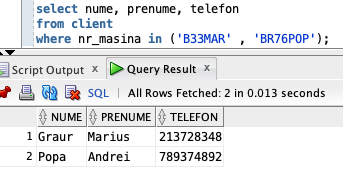 select nume, prenume, telefon
from client
where nr_masina in ('B33MAR' , 'BR76POP');
Script Output × Query Result ×
SQL All Rows Fetched: 2 in 0.013 seconds
NUME PRENUME TELEFON
1 Graur Marius 213728348
2 Popa Andrei 789374892